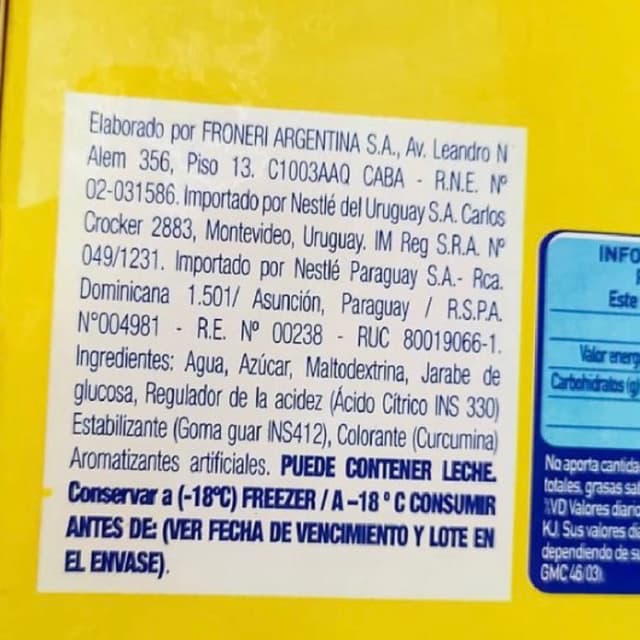 Elaborado por FRONERI ARGENTINA S.A., Av. Leandro N
Alem 356, Piso 13. C1003AAQ CABA - R.N.E. Nº
02-031586. Importado por Nestlé del Uruguay S.A. Carlos
Crocker 2883, Montevideo, Uruguay. IM Reg S.R.A. Nº
049/1231. Importado por Nestlé Paraguay S.A.- Rca.
Dominicana 1.501/ Asunción, Paraguay / R.S.P.A.
N°004981 - R.E. Nº 00238 - RUC 80019066-1.
Ingredientes: Agua, Azúcar, Maltodextrina, Jarabe de
glucosa, Regulador de la acidez (Ácido Cítrico INS 330)
Estabilizante (Goma guar INS412), Colorante (Curcumina)
Aromatizantes artificiales. PUEDE CONTENER LECHE.
Conservar a (-18ºC) FREEZER / A -18 º C CONSUMIR
ANTES DE: (VER FECHA DE VENCIMIENTO Y LOTE EN
EL ENVASE).
INFO
Este
Valor energ
Carbohidratos (g
No aporta cantida
totales, grasas sat
%VD Valores diario
KJ. Sus valores dia
dependiendo de su
GMC 46/03)